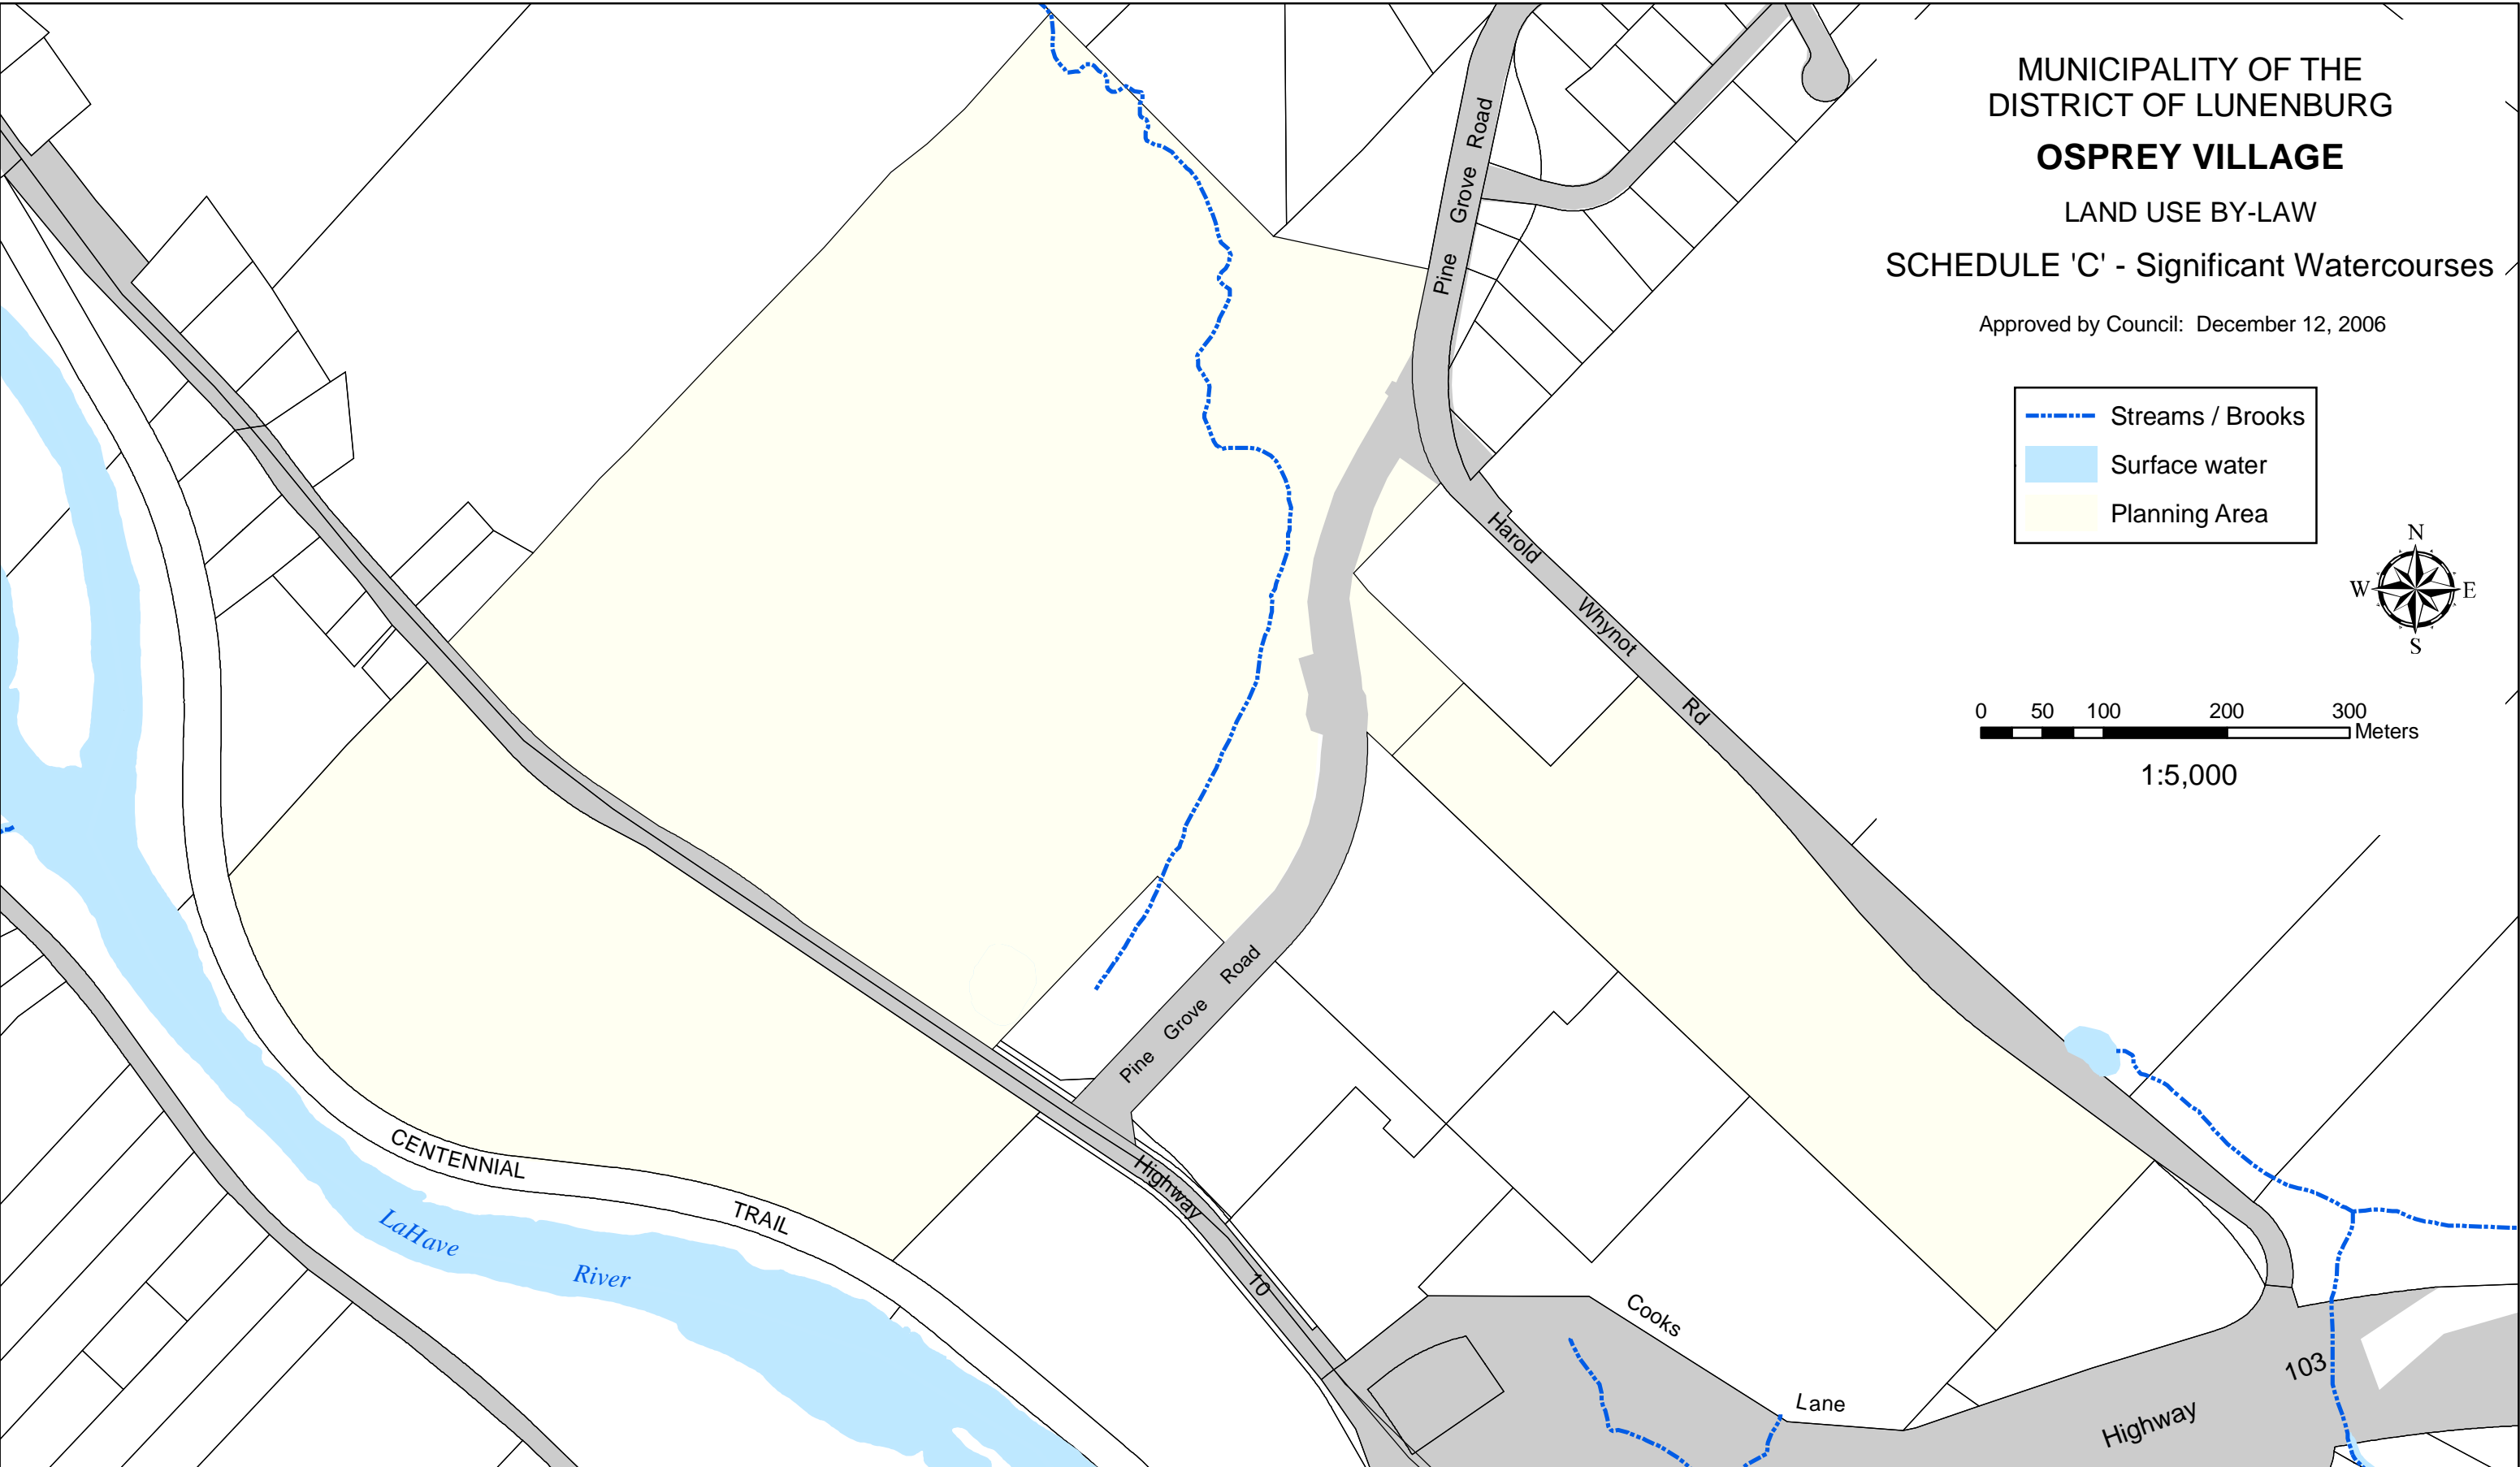 MUNICIPALITY OF THE
DISTRICT OF LUNENBURG
OSPREY VILLAGE
LAND USE BY-LAW
SCHEDULE 'C' - Significant Watercourses
Approved by Council: December 12, 2006
Streams / Brooks
Surface water
Planning Area
N
W E
S
0 50 100 200 300
Meters
1:5,000
Pine Grove Road
Harold Whynot Rd
Pine Grove Road
CENTENNIAL TRAIL
LaHave River
Highway 10
Cooks Lane
Highway 103